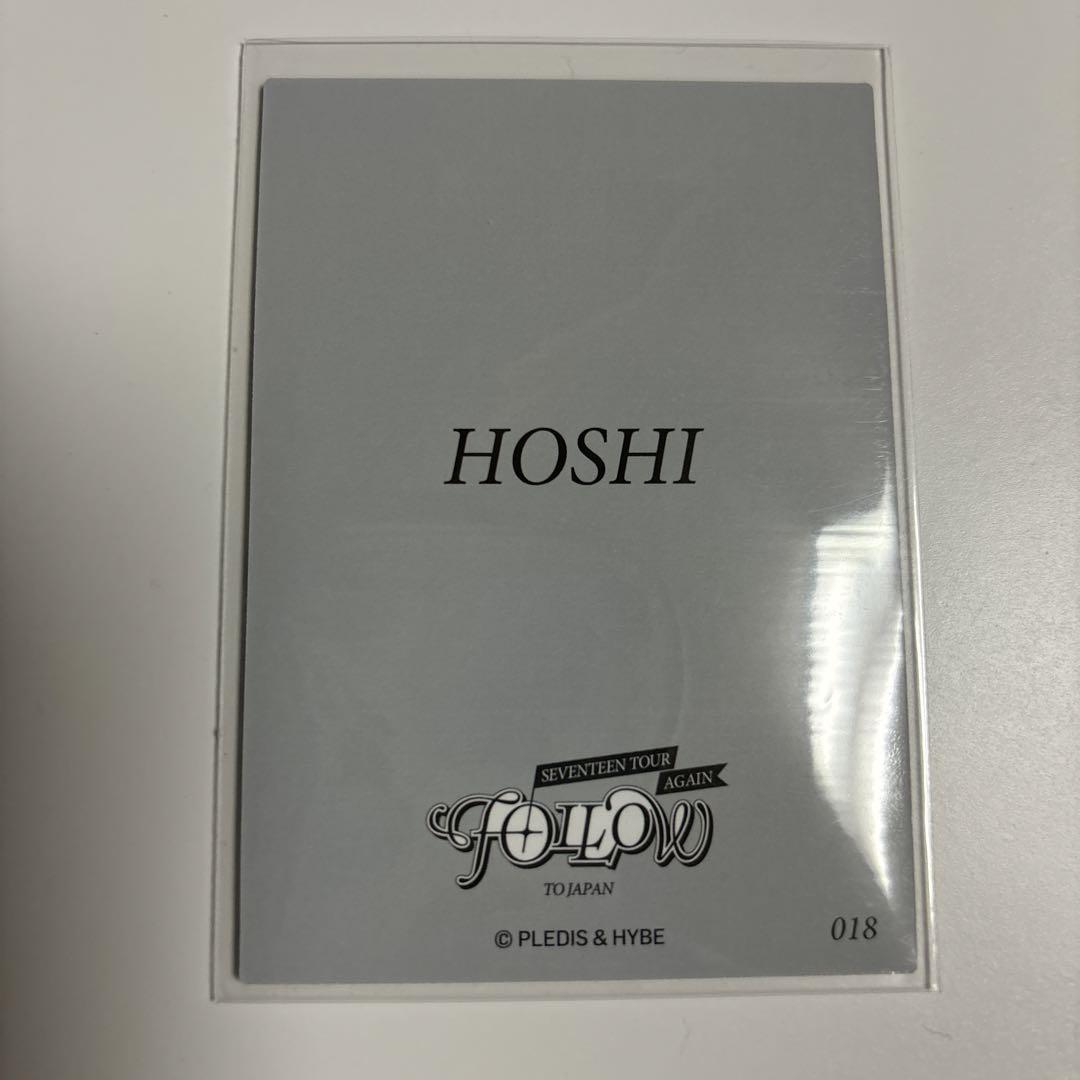 HOSHI
SEVENTEEN TOUR
AGAIN
FOLLOW
TO JAPAN
© PLEDIS & HYBE
018